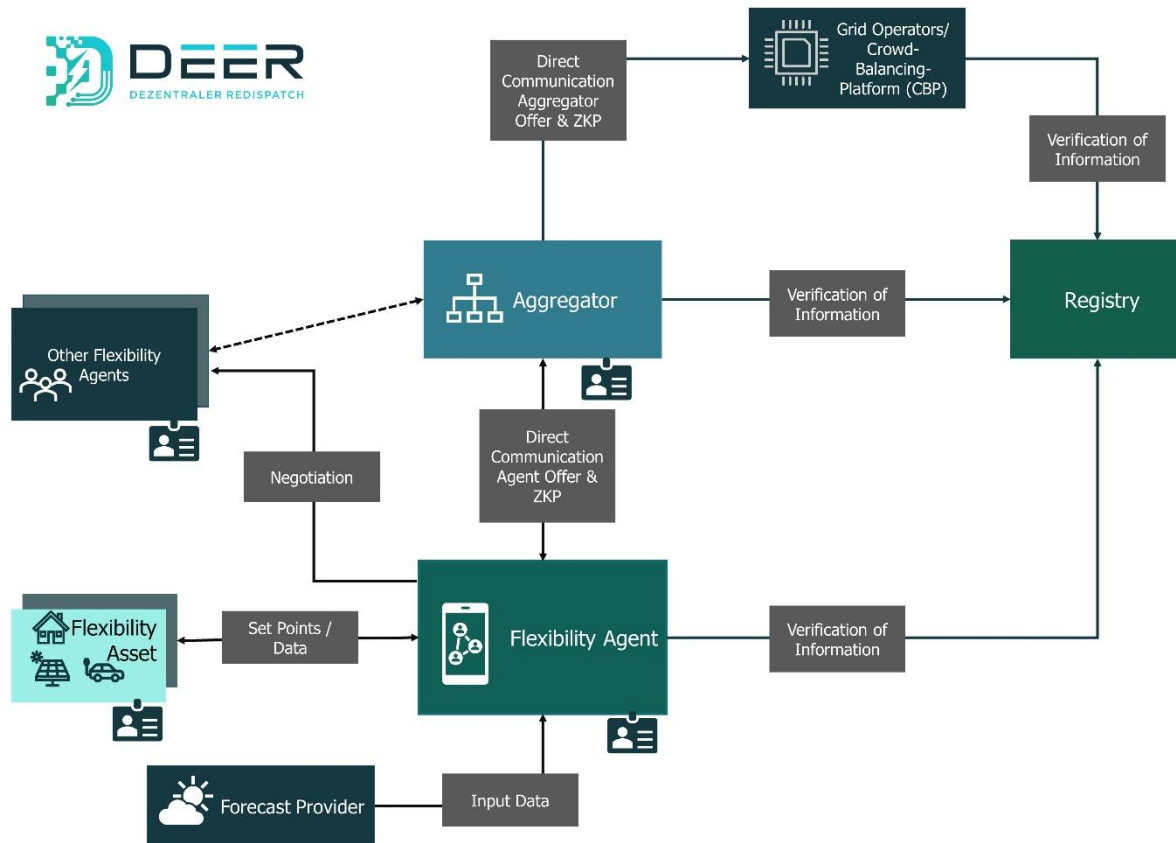 DEER
DEZENTRALER REDISPATCH
Direct
Communication
Aggregator
Offer & ZKP
Grid Operators/
Crowd-
Balancing-
Platform (CBP)
Verification of
Information
Aggregator
Verification of
Information
Registry
Other Flexibility
Agents
Negotiation
Direct
Communication
Agent Offer &
ZKP
Flexibility
Asset
Set Points /
Data
Flexibility Agent
Verification of
Information
Forecast Provider
Input Data